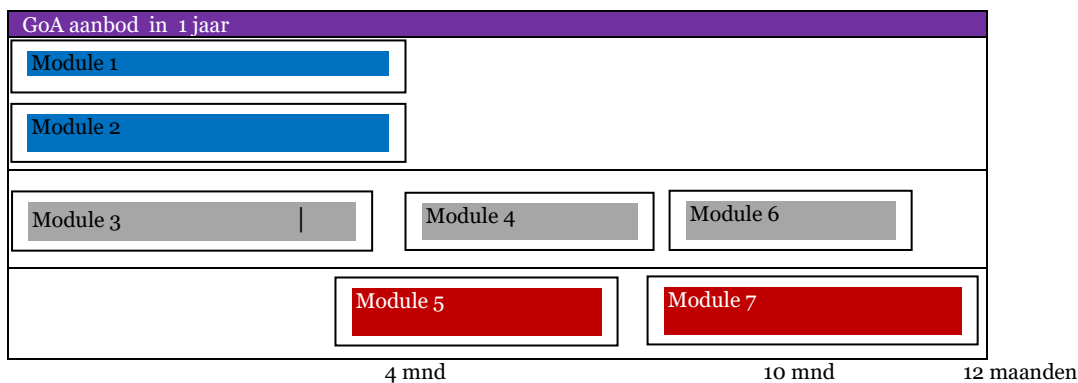 GoA aanbod in 1 jaar
Module 1
Module 2
Module 3 |
Module 4
Module 6
Module 5
Module 7
4 mnd
10 mnd
12 maanden